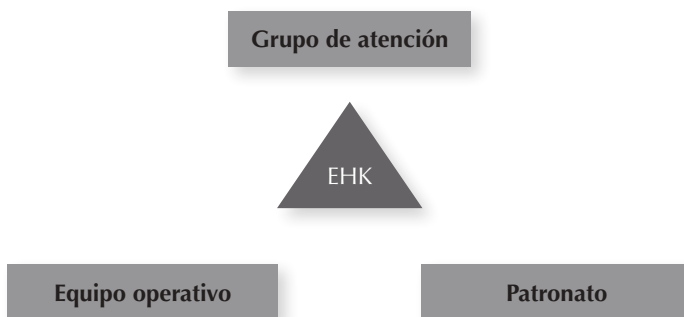 Grupo de atención
EHK
Equipo operativo
Patronato